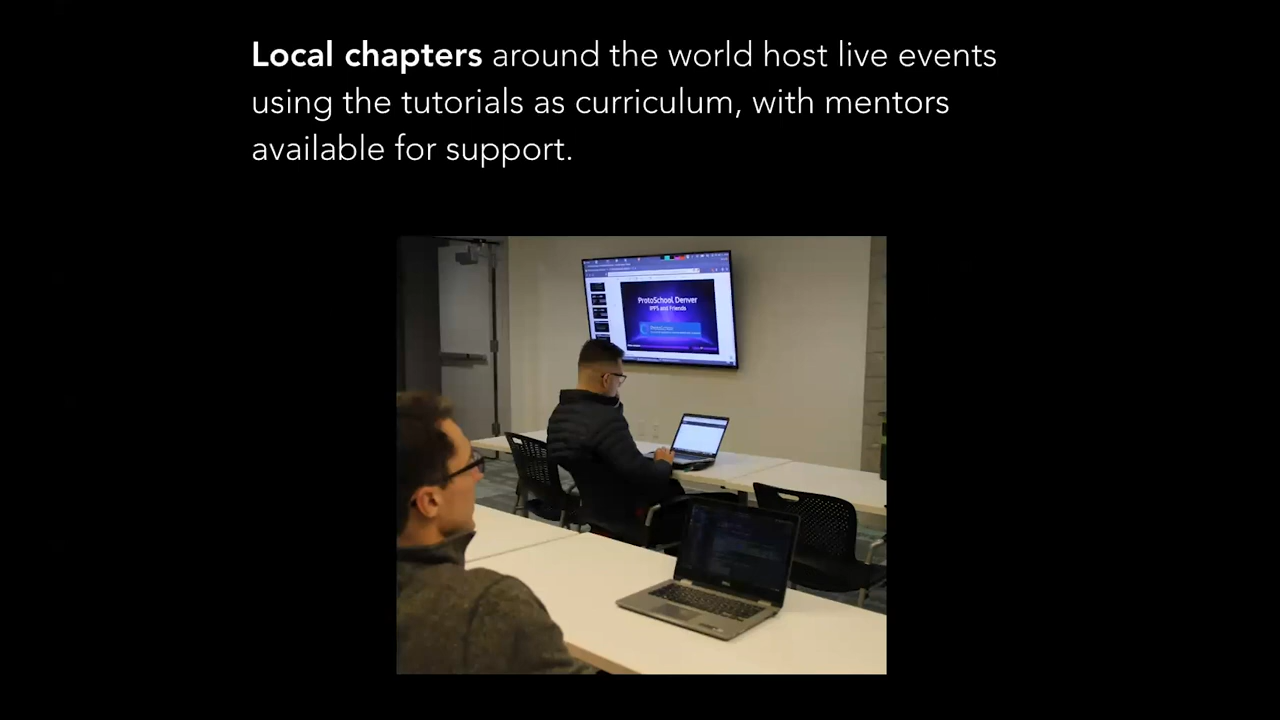 Local chapters around the world host live events
using the tutorials as curriculum, with mentors
available for support.
ProtoSchool Denver
IPFS and Friends
ProtoSchool